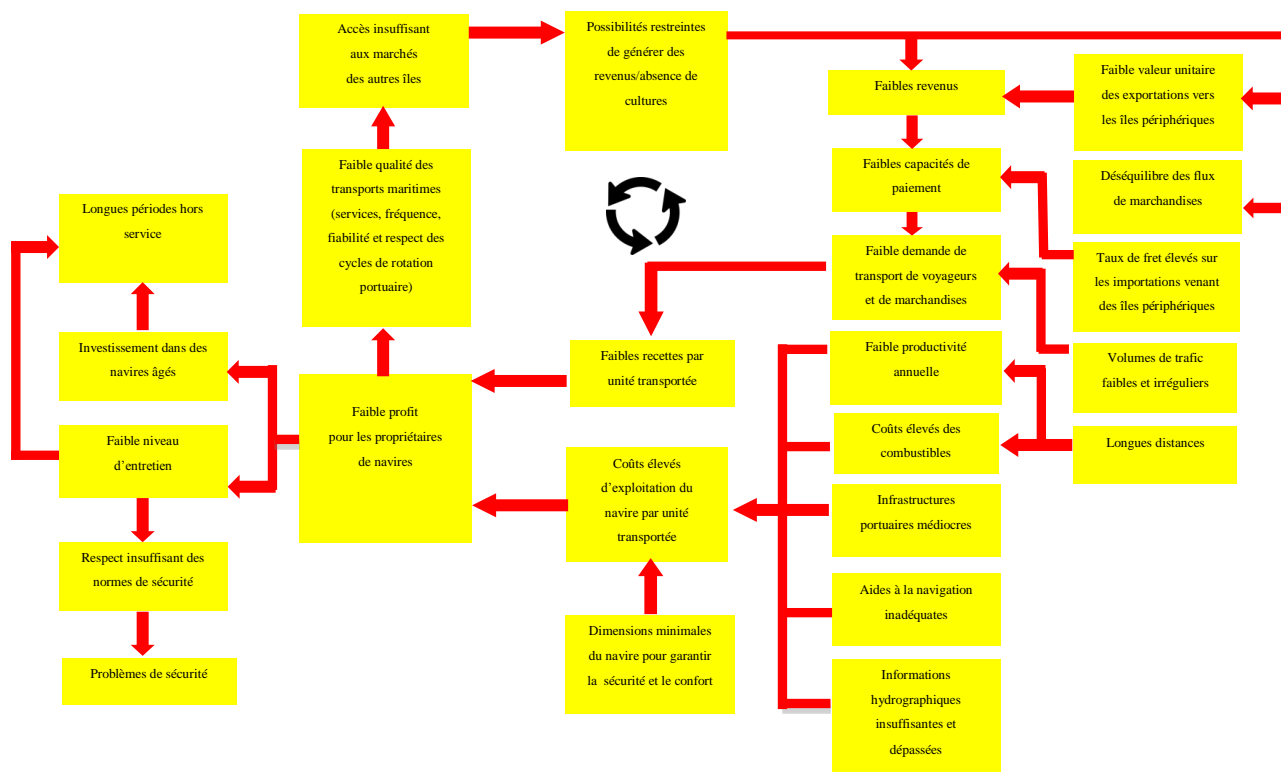 Accès insuffisant
aux marchés
des autres îles
Possibilités restreintes
de générer des
revenus/absence de
cultures
Faibles revenus
Faible valeur unitaire
des exportations vers
les îles périphériques
Faible qualité des
transports maritimes
(services, fréquence,
fiabilité et respect des
cycles de rotation
portuaire)
Faibles capacités de
paiement
Déséquilibre des flux
de marchandises
Longues périodes hors
service
Faible demande de
transport de voyageurs
et de marchandises
Taux de fret élevés sur
les importations venant
des îles périphériques
Investissement dans des
navires âgés
Faibles recettes par
unité transportée
Faible productivité
annuelle
Volumes de trafic
faibles et irréguliers
Faible profit
pour les propriétaires
de navires
Faible niveau
d’entretien
Coûts élevés des
combustibles
Longues distances
Coûts élevés
d’exploitation du
navire par unité
transportée
Infrastructures
portuaires médiocres
Respect insuffisant des
normes de sécurité
Aides à la navigation
inadéquates
Dimensions minimales
du navire pour garantir
la sécurité et le confort
Problèmes de sécurité
Informations
hydrographiques
insuffisantes et
dépassées